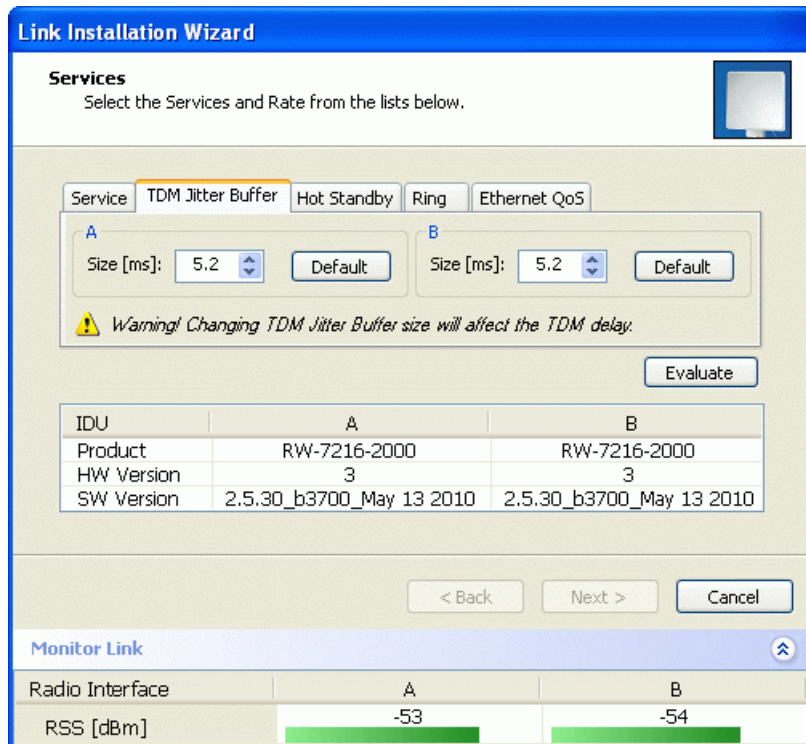 Link Installation Wizard
Services
Select the Services and Rate from the lists below.
Service TDM Jitter Buffer Hot Standby Ring Ethernet QoS
A B
Size [ms]: 5.2 Default Size [ms]: 5.2 Default
Warning! Changing TDM Jitter Buffer size will affect the TDM delay.
Evaluate
IDU A B
Product RW-7216-2000 RW-7216-2000
HW Version 3 3
SW Version 2.5.30_b3700_May 13 2010 2.5.30_b3700_May 13 2010
< Back Next > Cancel
Monitor Link
Radio Interface A B
RSS [dBm] -53 -54